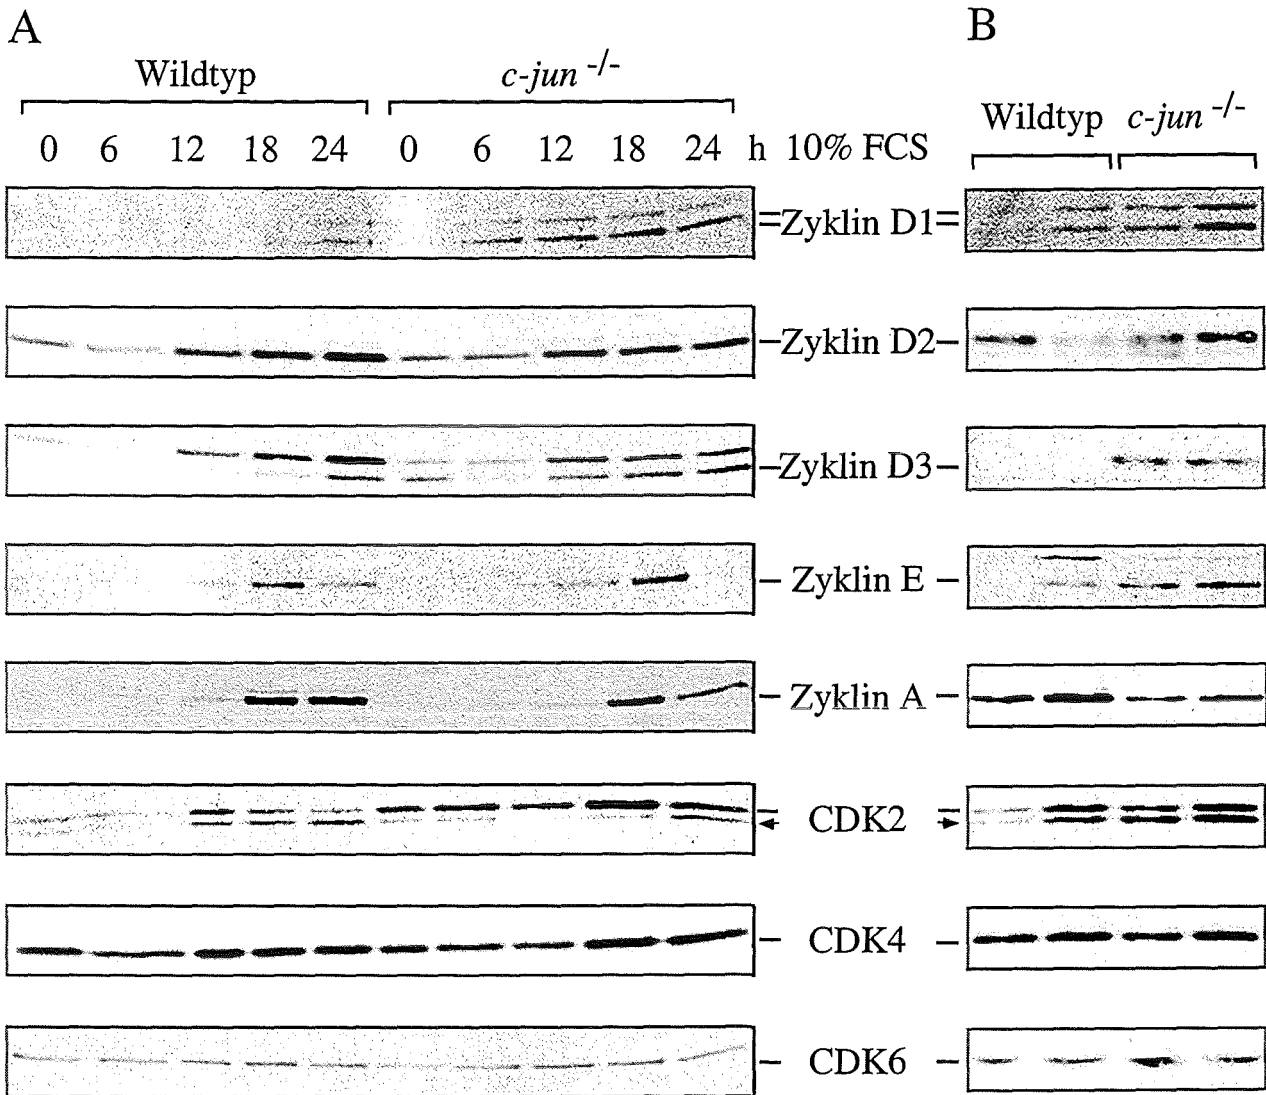 A
B
Wildtyp c-jun -/-
0 6 12 18 24 0 6 12 18 24 h 10% FCS
Wildtyp c-jun -/-
Zyklin D1
Zyklin D2
Zyklin D3
Zyklin E
Zyklin A
CDK2
CDK4
CDK6